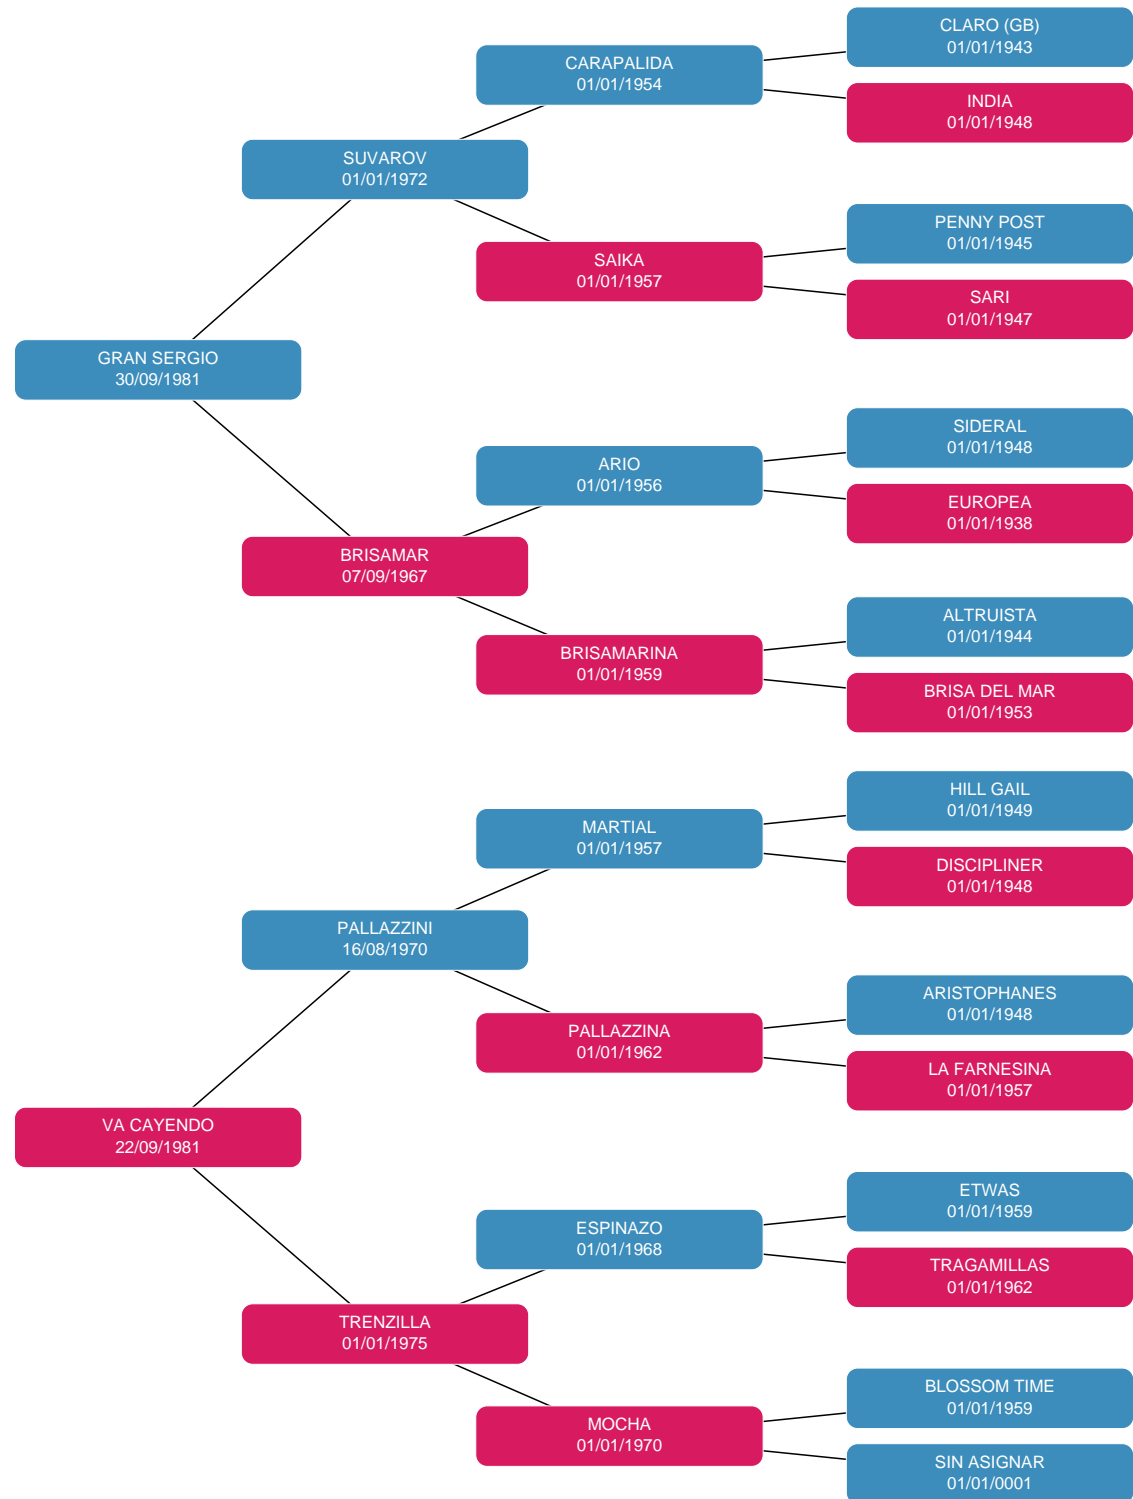 CLARO (GB)
01/01/1943
CARAPALIDA
01/01/1954
INDIA
01/01/1948
SUVAROV
01/01/1972
PENNY POST
01/01/1945
SAIKA
01/01/1957
SARI
01/01/1947
GRAN SERGIO
30/09/1981
SIDERAL
01/01/1948
ARIO
01/01/1956
EUROPEA
01/01/1938
BRISAMAR
07/09/1967
ALTRUISTA
01/01/1944
BRISAMARINA
01/01/1959
BRISA DEL MAR
01/01/1953
HILL GAIL
01/01/1949
MARTIAL
01/01/1957
DISCIPLINER
01/01/1948
PALLAZZINI
16/08/1970
ARISTOPHANES
01/01/1948
PALLAZZINA
01/01/1962
LA FARNESINA
01/01/1957
VA CAYENDO
22/09/1981
ETWAS
01/01/1959
ESPINAZO
01/01/1968
TRAGAMILLAS
01/01/1962
TRENZILLA
01/01/1975
BLOSSOM TIME
01/01/1959
MOCHA
01/01/1970
SIN ASIGNAR
01/01/0001